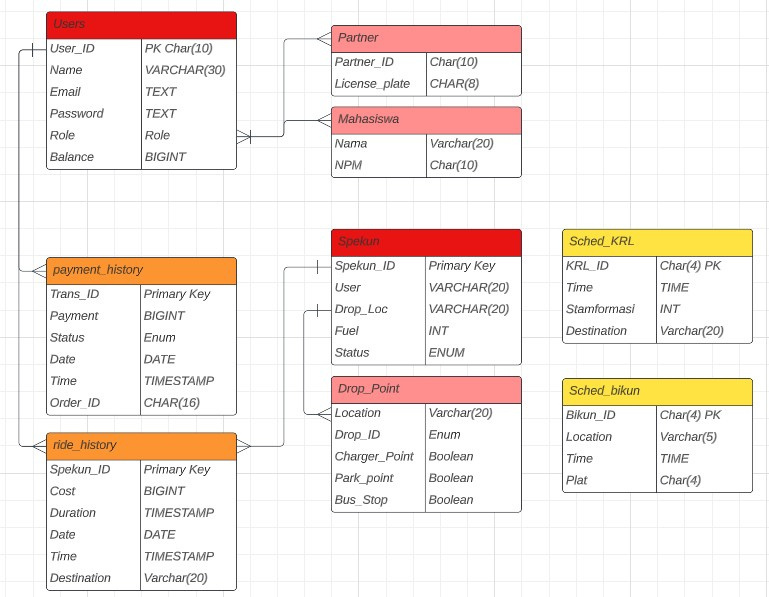 Users
User_ID PK Char(10)
Name VARCHAR(30)
Email TEXT
Password TEXT
Role Role
Balance BIGINT
Partner
Partner_ID Char(10)
License_plate CHAR(8)
Mahasiswa
Nama Varchar(20)
NPM Char(10)
payment_history
Trans_ID Primary Key
Payment BIGINT
Status Enum
Date DATE
Time TIMESTAMP
Order_ID CHAR(16)
ride_history
Spekun_ID Primary Key
Cost BIGINT
Duration TIMESTAMP
Date DATE
Time TIMESTAMP
Destination Varchar(20)
Spekun
Spekun_ID Primary Key
User VARCHAR(20)
Drop_Loc VARCHAR(20)
Fuel INT
Status ENUM
Drop_Point
Location Varchar(20)
Drop_ID Enum
Charger_Point Boolean
Park_point Boolean
Bus_Stop Boolean
Sched_KRL
KRL_ID Char(4) PK
Time TIME
Stamformasi INT
Destination Varchar(20)
Sched_bikun
Bikun_ID Char(4) PK
Location Varchar(5)
Time TIME
Plat Char(4)